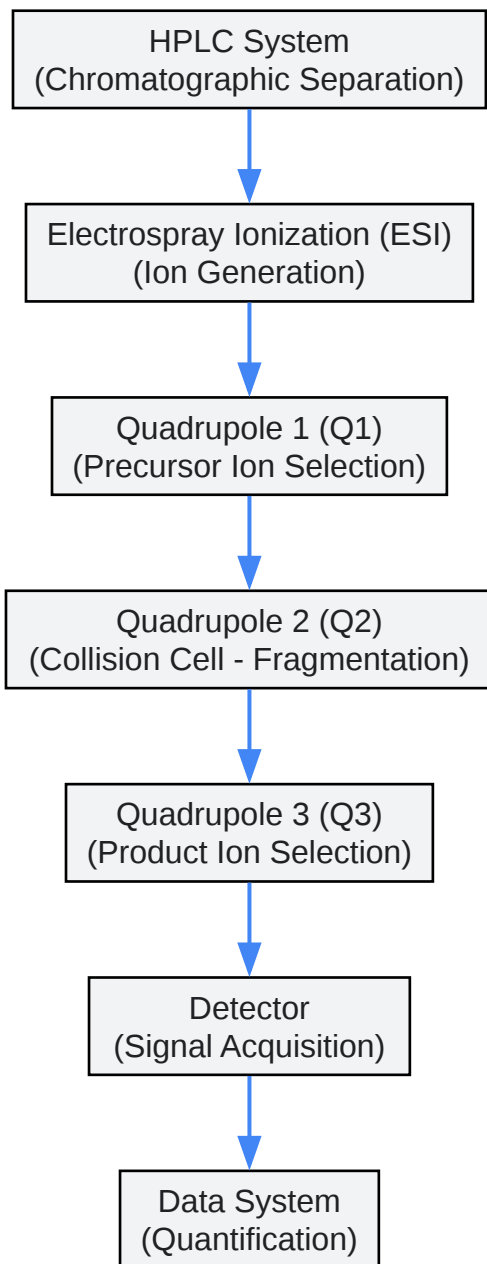 HPLC System
(Chromatographic Separation)
Electrospray Ionization (ESI)
(Ion Generation)
Quadrupole 1 (Q1)
(Precursor Ion Selection)
Quadrupole 2 (Q2)
(Collision Cell - Fragmentation)
Quadrupole 3 (Q3)
(Product Ion Selection)
Detector
(Signal Acquisition)
Data System
(Quantification)